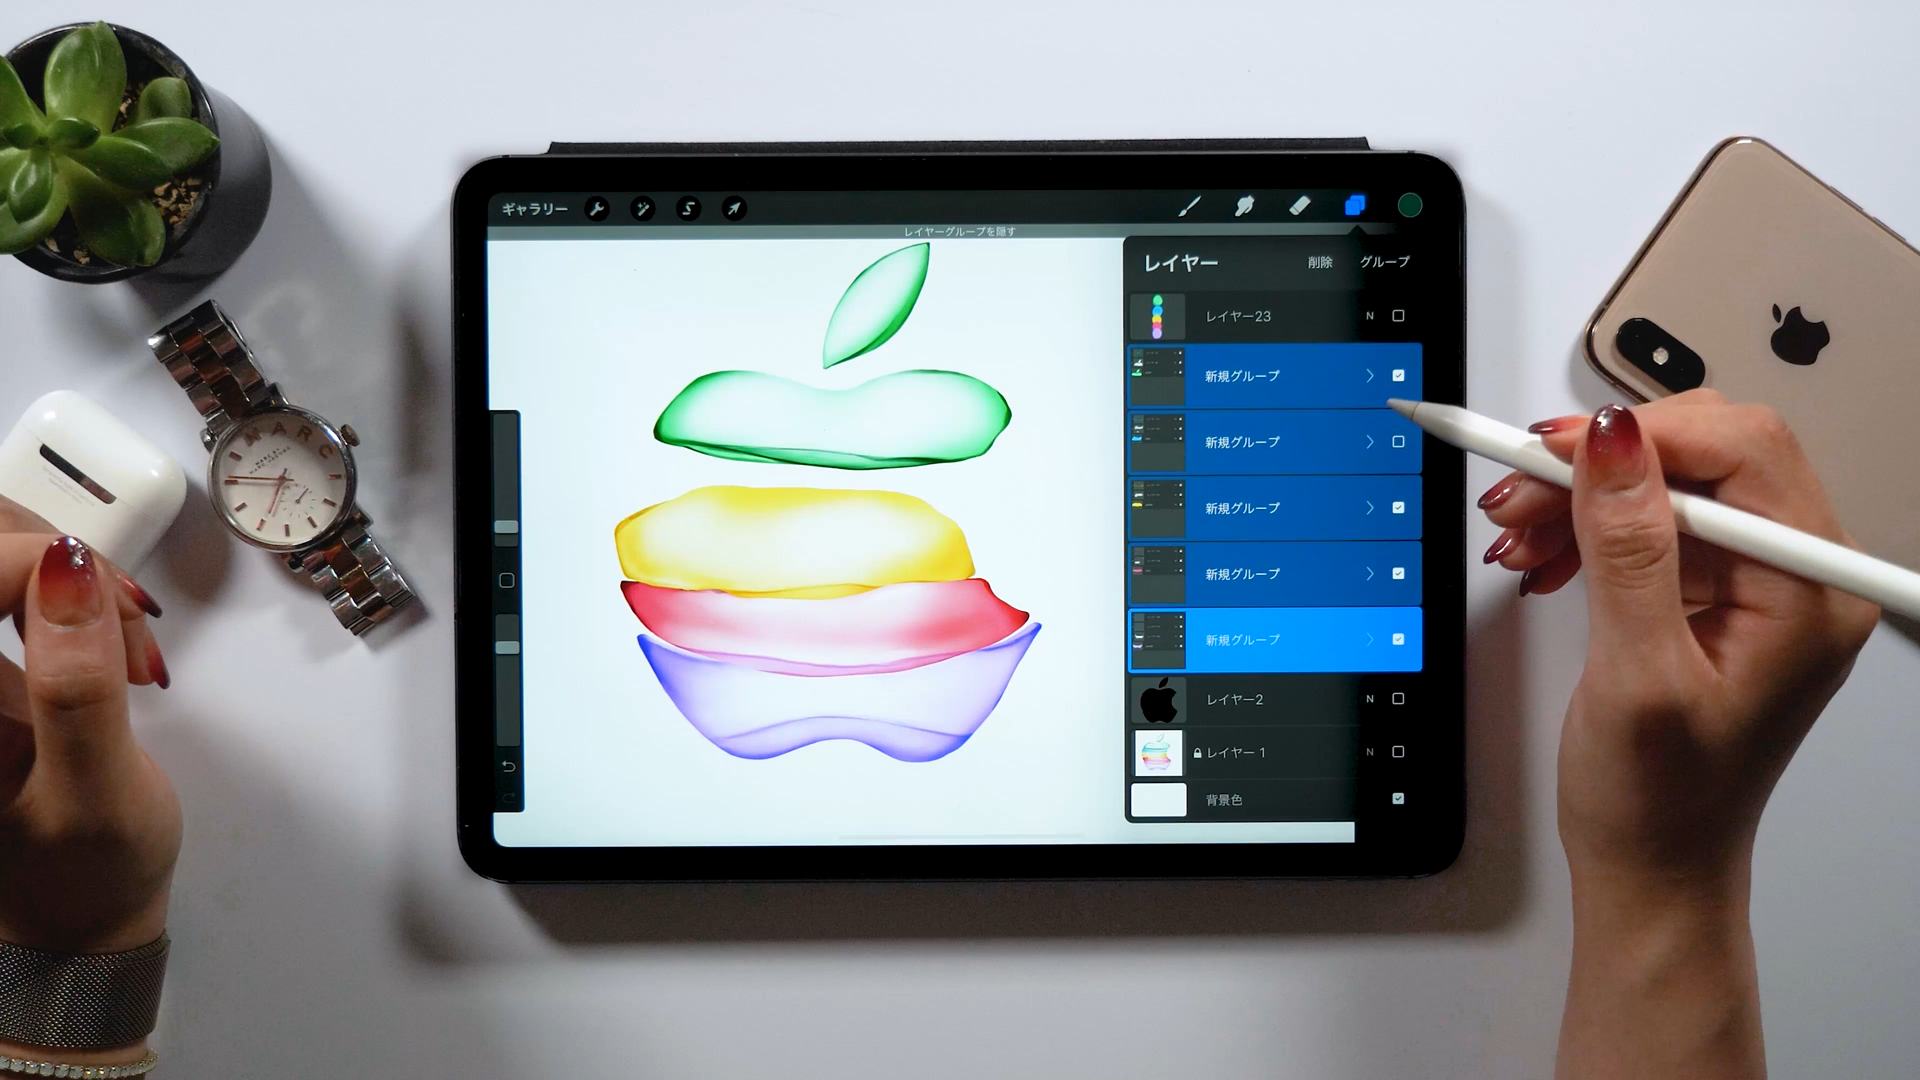 ギャラリー
レイヤーグループを隠す
レイヤー
削除
グループ
レイヤー23
N
新規グループ
新規グループ
新規グループ
新規グループ
新規グループ
レイヤー2
N
レイヤー 1
N
背景色
MARC
MARC JACOBS